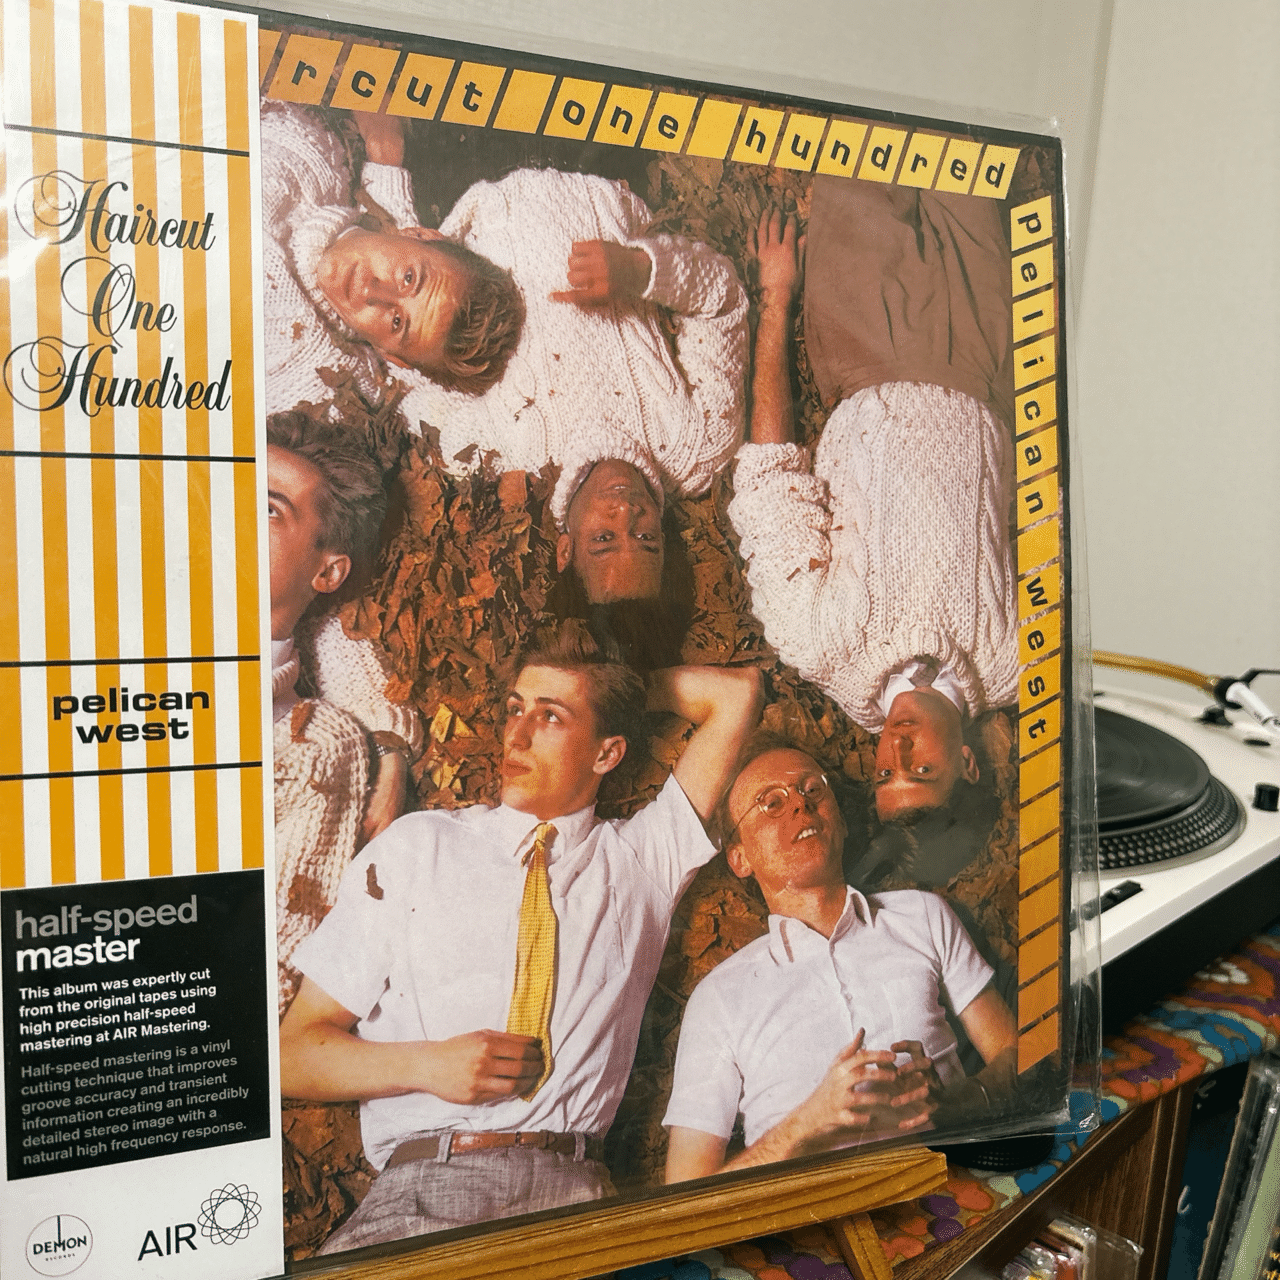 Haircut
One
Hundred
pelican
west
half-speed
master
This album was expertly cut
from the original tapes using
high precision half-speed
mastering at AIR Mastering.
Half-speed mastering is a vinyl
cutting technique that improves
groove accuracy and transient
information creating an incredibly
detailed stereo image with a
natural high frequency response.
DEMON
RECORDS
AIR
rcut one hundred
pelican west